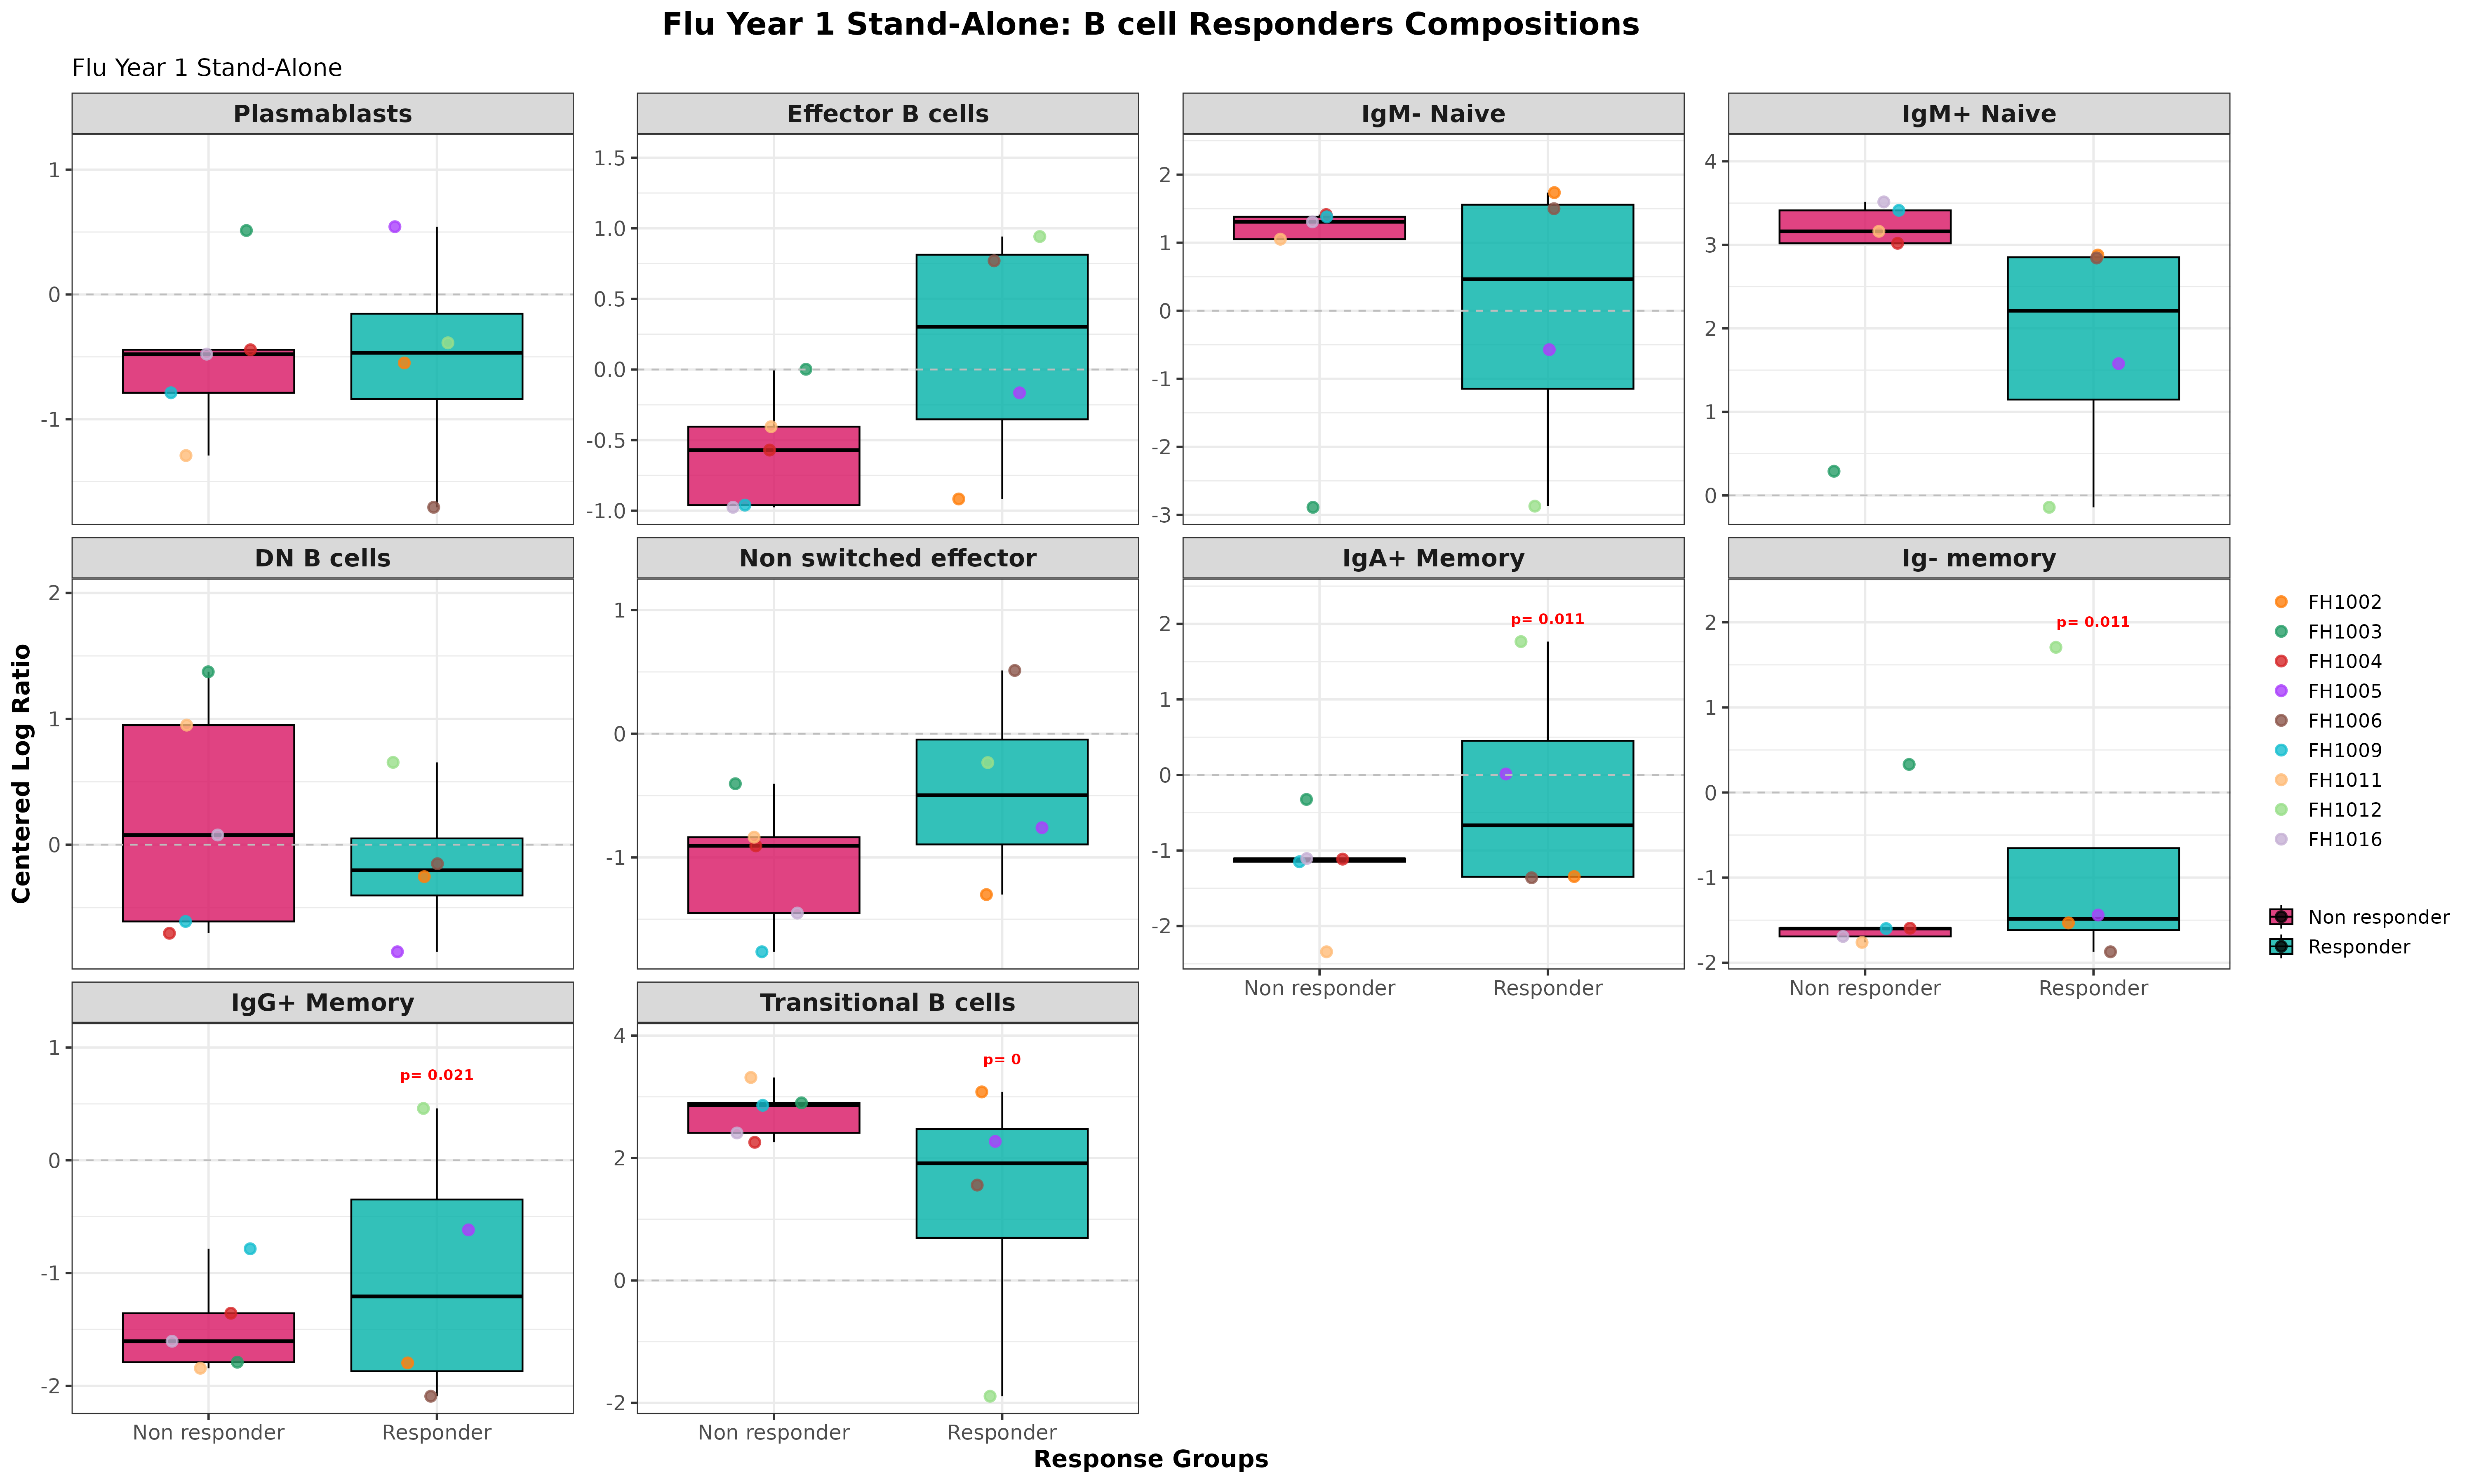 Flu Year 1 Stand-Alone: B cell Responders Compositions
Flu Year 1 Stand-Alone
Plasmablasts
Effector B cells
IgM- Naive
IgM+ Naive
1
0
-1
1.5
1.0
0.5
0.0
-0.5
-1.0
2
1
0
-1
-2
-3
4
3
2
1
0
DN B cells
Non switched effector
IgA+ Memory
Ig- memory
2
1
0
1
0
-1
2
1
0
-1
-2
p= 0.011
2
1
0
-1
-2
p= 0.011
Non responder
Responder
Non responder
Responder
IgG+ Memory
Transitional B cells
1
0
-1
-2
p= 0.021
4
2
0
-2
p= 0
Non responder
Responder
Non responder
Responder
Response Groups
Centered Log Ratio
FH1002
FH1003
FH1004
FH1005
FH1006
FH1009
FH1011
FH1012
FH1016
Non responder
Responder